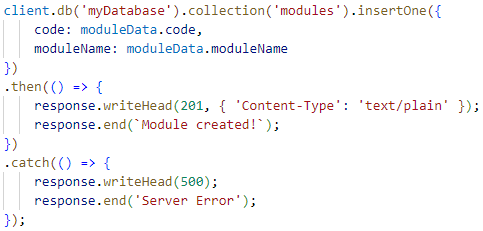 client.db('myDatabase').collection('modules').insertOne({
    code: moduleData.code,
    moduleName: moduleData.moduleName
})
.then(() => {
    response.writeHead(201, { 'Content-Type': 'text/plain' });
    response.end(`Module created!`);
})
.catch(() => {
    response.writeHead(500);
    response.end('Server Error');
});